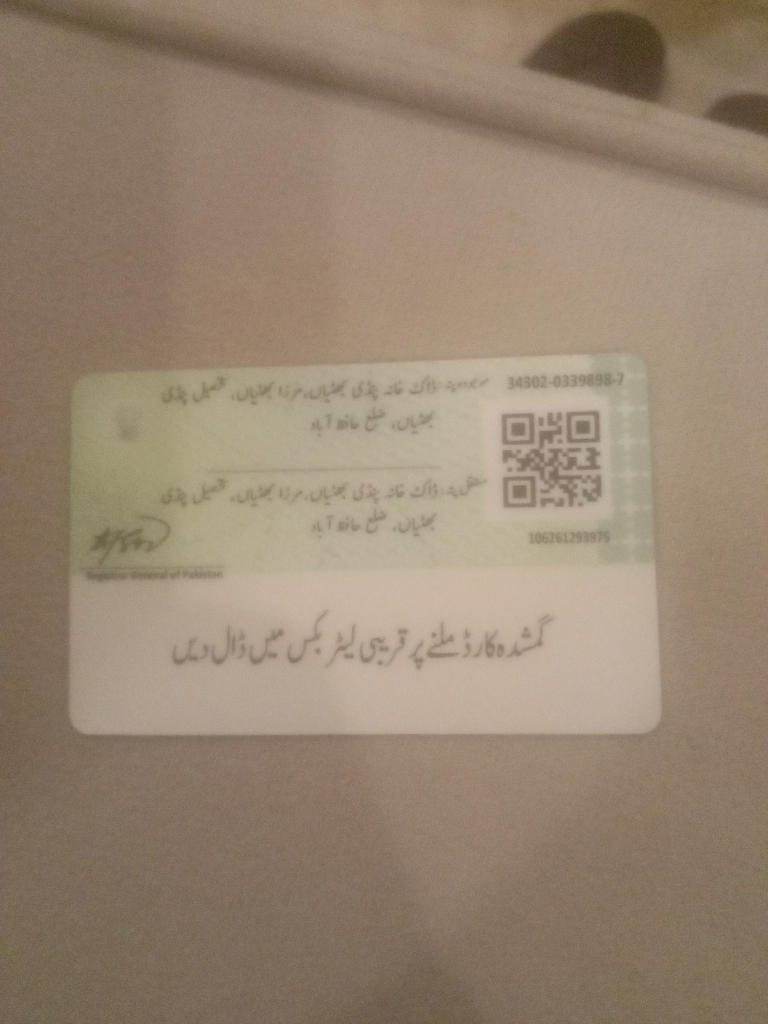 34302-0339898-7
موجودہ پتہ: ڈاک خانہ پنڈی بھٹیاں، مرزا بھٹیاں، تحصیل پنڈی
بھٹیاں، ضلع حافظ آباد
مستقل پتہ: ڈاک خانہ پنڈی بھٹیاں، مرزا بھٹیاں، تحصیل پنڈی
بھٹیاں، ضلع حافظ آباد
106261293975
Registrar General of Pakistan
گمشدہ کارڈ ملنے پر قریبی لیٹر بکس میں ڈال دیں